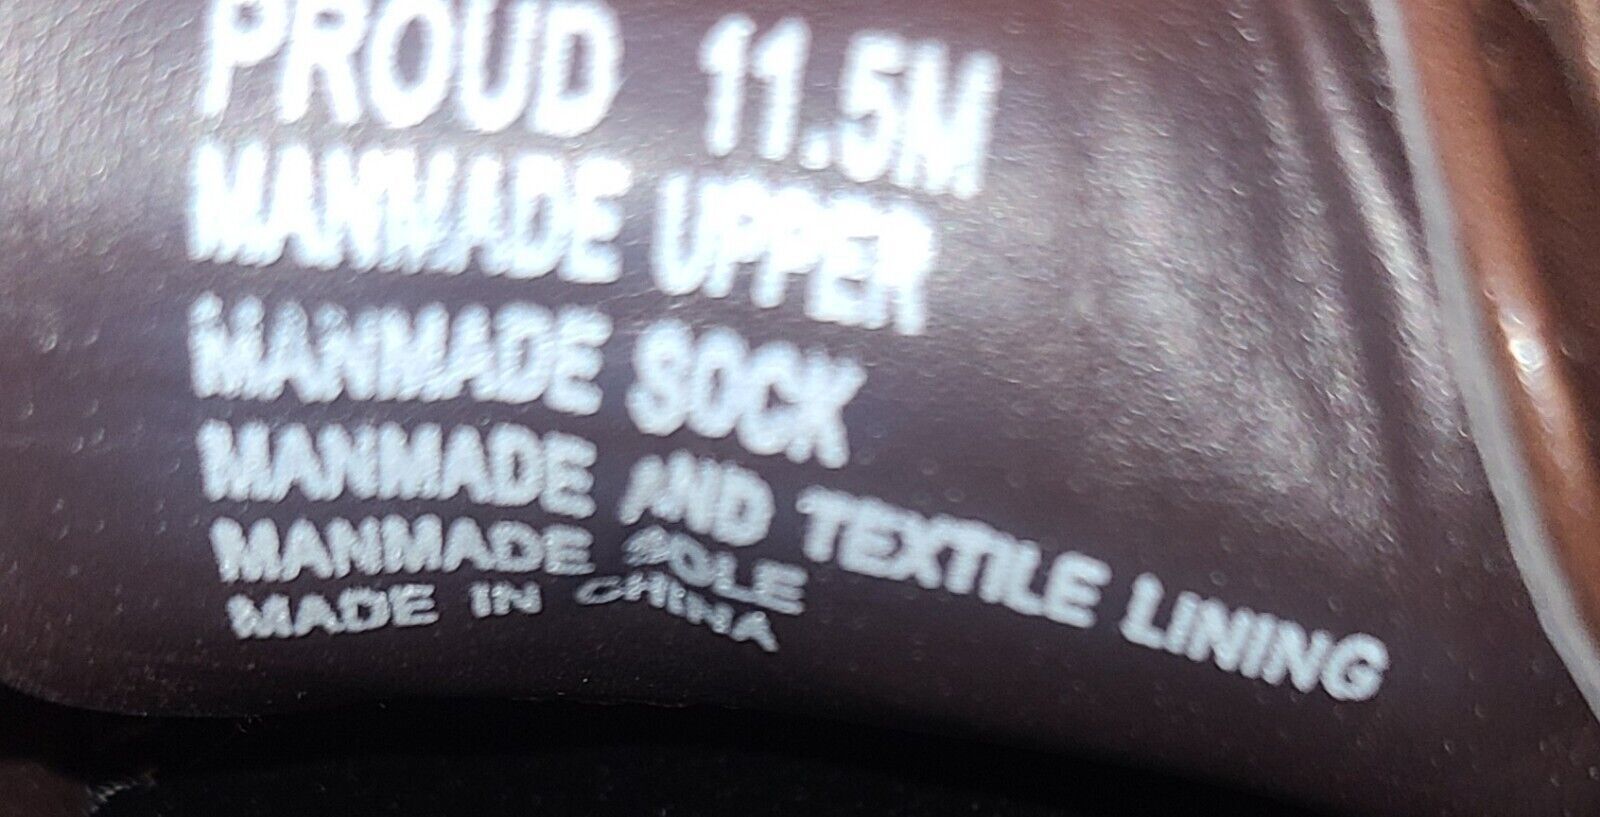 PROUD 11.5M
MANMADE UPPER
MANMADE SOCK
MANMADE AND TEXTILE LINING
MANMADE SOLE
MADE IN CHINA